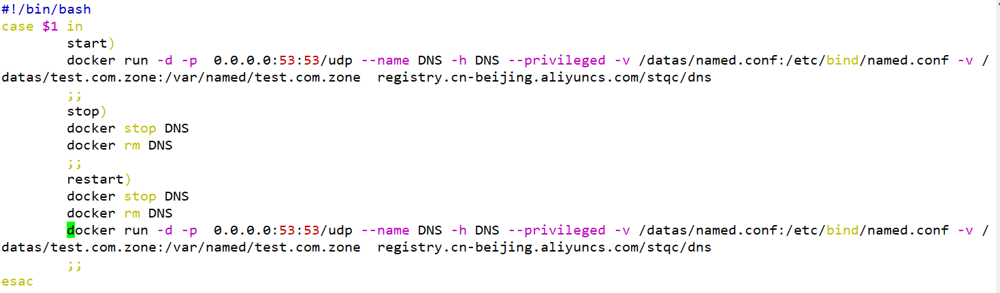 #!/bin/bash
case $1 in
        start)
        docker run -d -p  0.0.0.0:53:53/udp --name DNS -h DNS --privileged -v /datas/named.conf:/etc/bind/named.conf -v /
datas/test.com.zone:/var/named/test.com.zone  registry.cn-beijing.aliyuncs.com/stqc/dns
        ;;
        stop)
        docker stop DNS
        docker rm DNS
        ;;
        restart)
        docker stop DNS
        docker rm DNS
        docker run -d -p  0.0.0.0:53:53/udp --name DNS -h DNS --privileged -v /datas/named.conf:/etc/bind/named.conf -v /
datas/test.com.zone:/var/named/test.com.zone  registry.cn-beijing.aliyuncs.com/stqc/dns
        ;;
esac